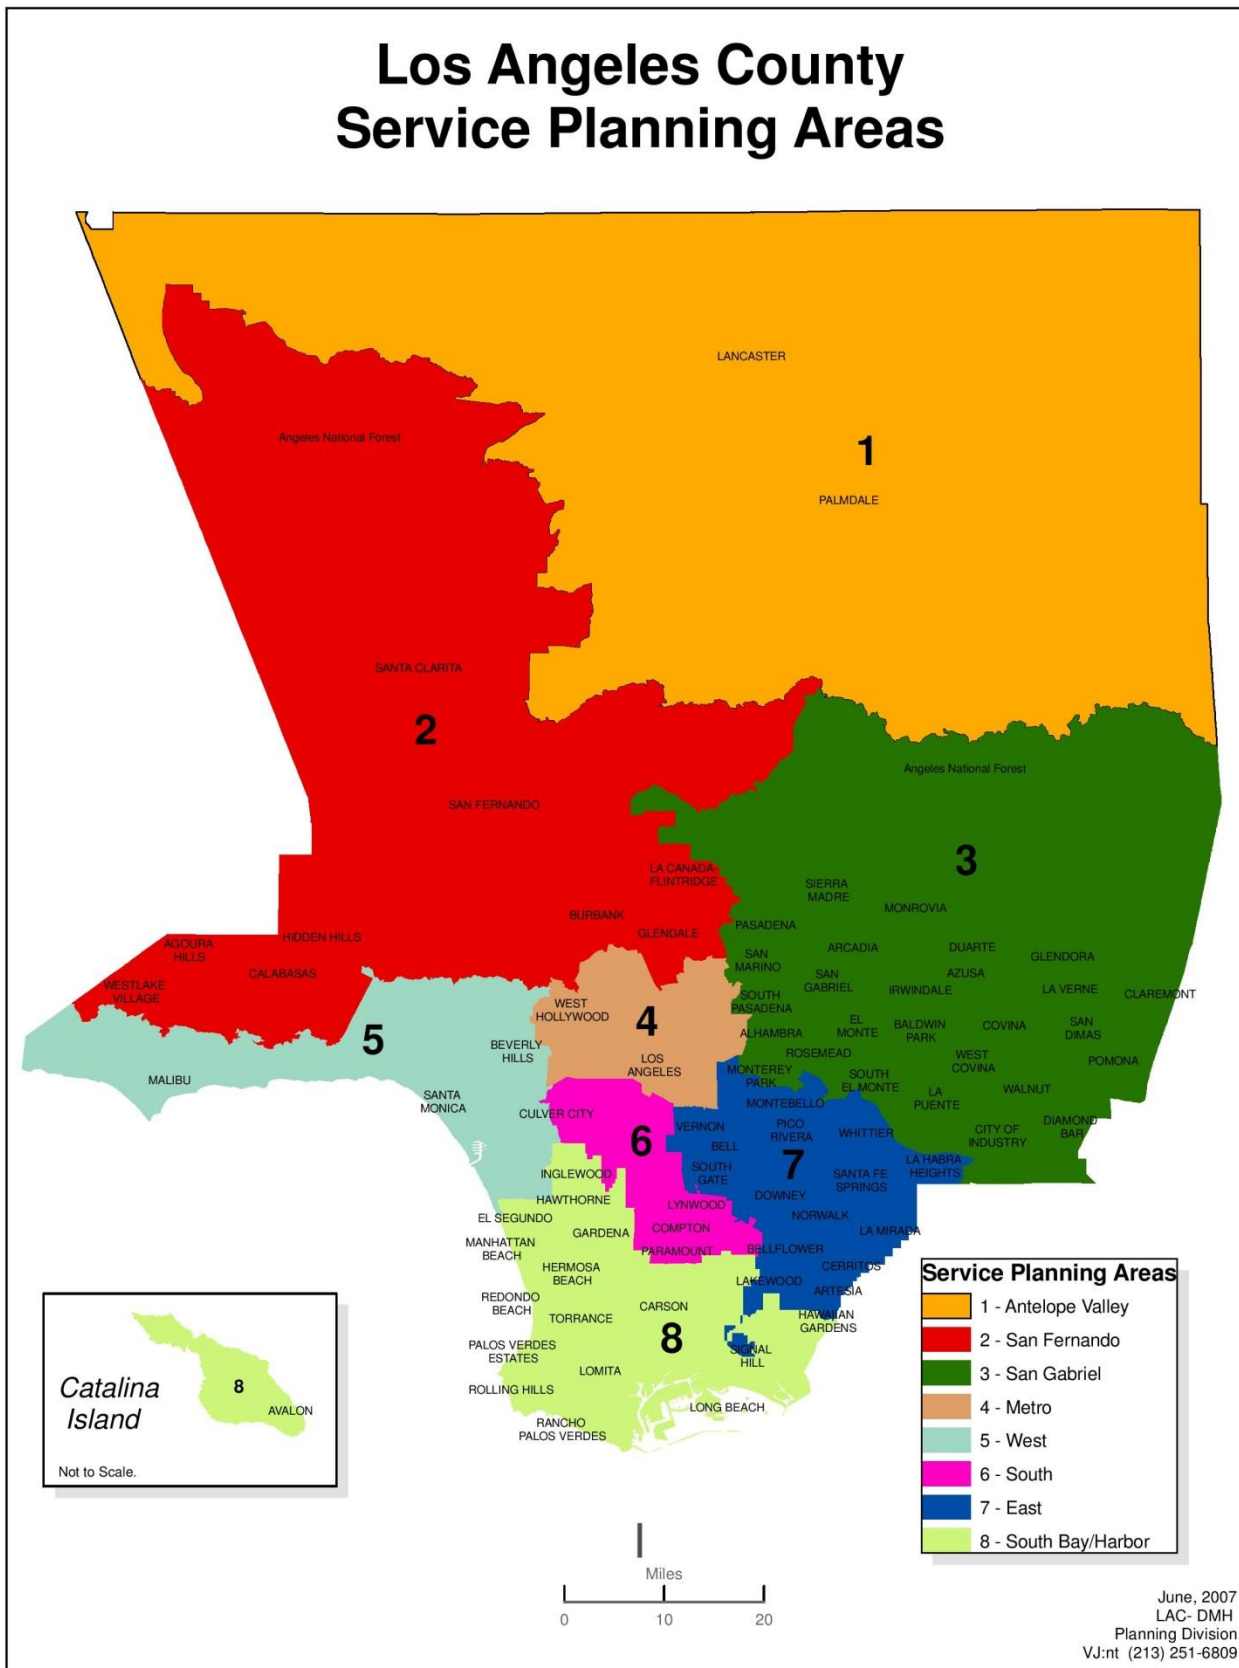 Los Angeles County
Service Planning Areas
LANCASTER
Angeles National Forest
1
PALMDALE
SANTA CLARITA
2
Angeles National Forest
SAN FERNANDO
3
LA CANADA
FLINTRIDGE
SIERRA
MADRE
MONROVIA
BURBANK
GLENDALE
PASADENA
AGOURA
HILLS
HIDDEN HILLS
CALABASAS
WESTLAKE
VILLAGE
SAN
MARINO
ARCADIA
DUARTE
GLENDORA
SAN
GABRIEL
AZUSA
IRWINDALE
LA VERNE
CLAREMONT
WEST
HOLLYWOOD
4
SOUTH
PASADENA
5
BEVERLY
HILLS
LOS
ANGELES
ALHAMBRA
EL
MONTE
BALDWIN
PARK
COVINA
SAN
DIMAS
ROSEMEAD
WEST
COVINA
POMONA
MALIBU
MONTEREY
PARK
SOUTH
EL MONTE
LA
PUENTE
WALNUT
SANTA
MONICA
CULVER CITY
MONTEBELLO
VERNON
PICO
RIVERA
WHITTIER
CITY OF
INDUSTRY
DIAMOND
BAR
6
BELL
7
INGLEWOOD
SOUTH
GATE
SANTA FE
SPRINGS
LA HABRA
HEIGHTS
HAWTHORNE
LYNWOOD
DOWNEY
EL SEGUNDO
GARDENA
COMPTON
NORWALK
LA MIRADA
MANHATTAN
BEACH
PARAMOUNT
BELLFLOWER
HERMOSA
BEACH
LAKEWOOD
CERRITOS
ARTESIA
REDONDO
BEACH
TORRANCE
CARSON
HAWAIIAN
GARDENS
8
PALOS VERDES
ESTATES
SIGNAL
HILL
LOMITA
ROLLING HILLS
LONG BEACH
RANCHO
PALOS VERDES
Catalina
Island
8
AVALON
Not to Scale.
Service Planning Areas
1 - Antelope Valley
2 - San Fernando
3 - San Gabriel
4 - Metro
5 - West
6 - South
7 - East
8 - South Bay/Harbor
Miles
0 10 20
June, 2007
LAC- DMH
Planning Division
VJ:nt (213) 251-6809